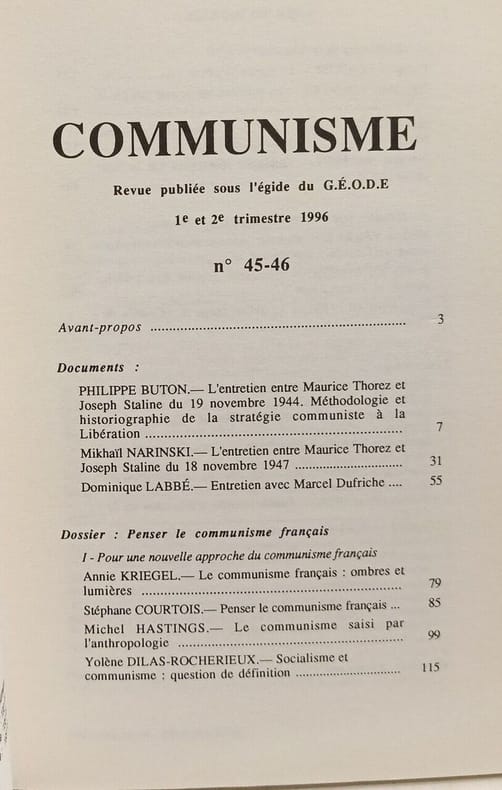 COMMUNISME
Revue publiée sous l'égide du G.É.O.D.E
1e et 2e trimestre 1996
n° 45-46
Avant-propos ................................................................ 3
Documents :
PHILIPPE BUTON.— L'entretien entre Maurice Thorez et
Joseph Staline du 19 novembre 1944. Méthodologie et
historiographie de la stratégie communiste à la
Libération ................................................................ 7
Mikhaïl NARINSKI.— L'entretien entre Maurice Thorez et
Joseph Staline du 18 novembre 1947 ............................ 31
Dominique LABBÉ.— Entretien avec Marcel Dufriche .... 55
Dossier : Penser le communisme français
I - Pour une nouvelle approche du communisme français
Annie KRIEGEL.— Le communisme français : ombres et
lumières ................................................................ 79
Stéphane COURTOIS.— Penser le communisme français ... 85
Michel HASTINGS.— Le communisme saisi par
l'anthropologie ............................................................ 99
Yolène DILAS-ROCHERIEUX.— Socialisme et
communisme : question de définition ............................ 115